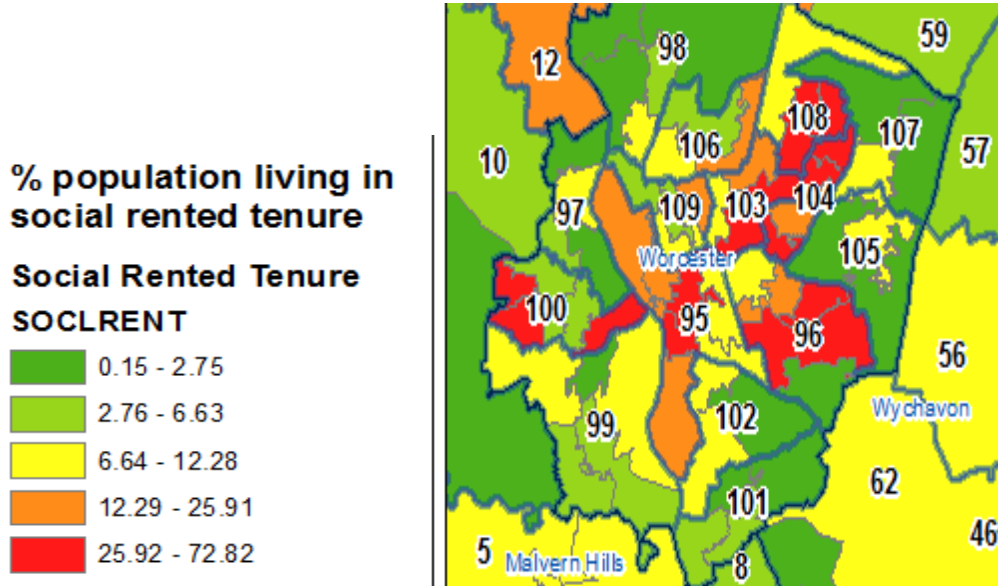 % population living in
social rented tenure
Social Rented Tenure
SOCLRENT
0.15 - 2.75
2.76 - 6.63
6.64 - 12.28
12.29 - 25.91
25.92 - 72.82
59
98
12
108
107
106
10
57
104
97
109
103
105
Worcester
100
95
96
56
Wychavon
99
102
62
101
46
5
Malvern Hills
8